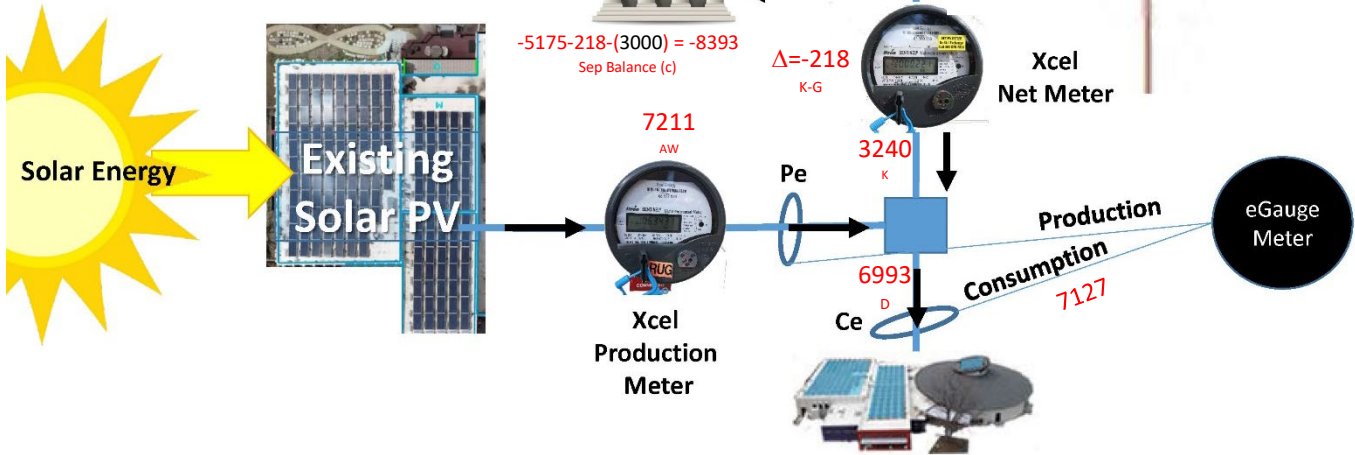 -5175-218-(3000) = -8393
Sep Balance (c)
Δ=-218
K-G
Xcel
Net Meter
7211
AW
3240
K
Pe
Solar Energy
Existing
Solar PV
Production
eGauge
Meter
Consumption
7127
6993
D
Ce
RUG
Xcel
Production
Meter